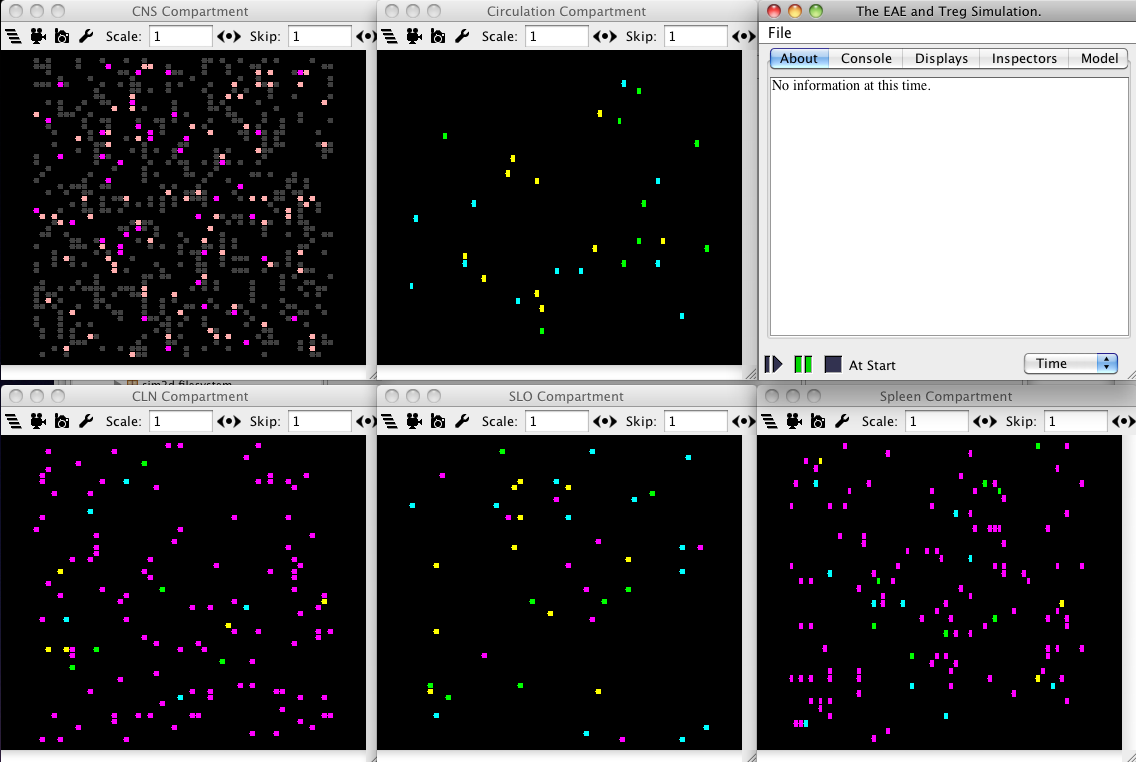 CNS Compartment
Scale: 1 Skip: 1
Circulation Compartment
Scale: 1 Skip: 1
The EAE and Treg Simulation.
File
About Console Displays Inspectors Model
No information at this time.
At Start Time
CLN Compartment
Scale: 1 Skip: 1
SLO Compartment
Scale: 1 Skip: 1
Spleen Compartment
Scale: 1 Skip: 1